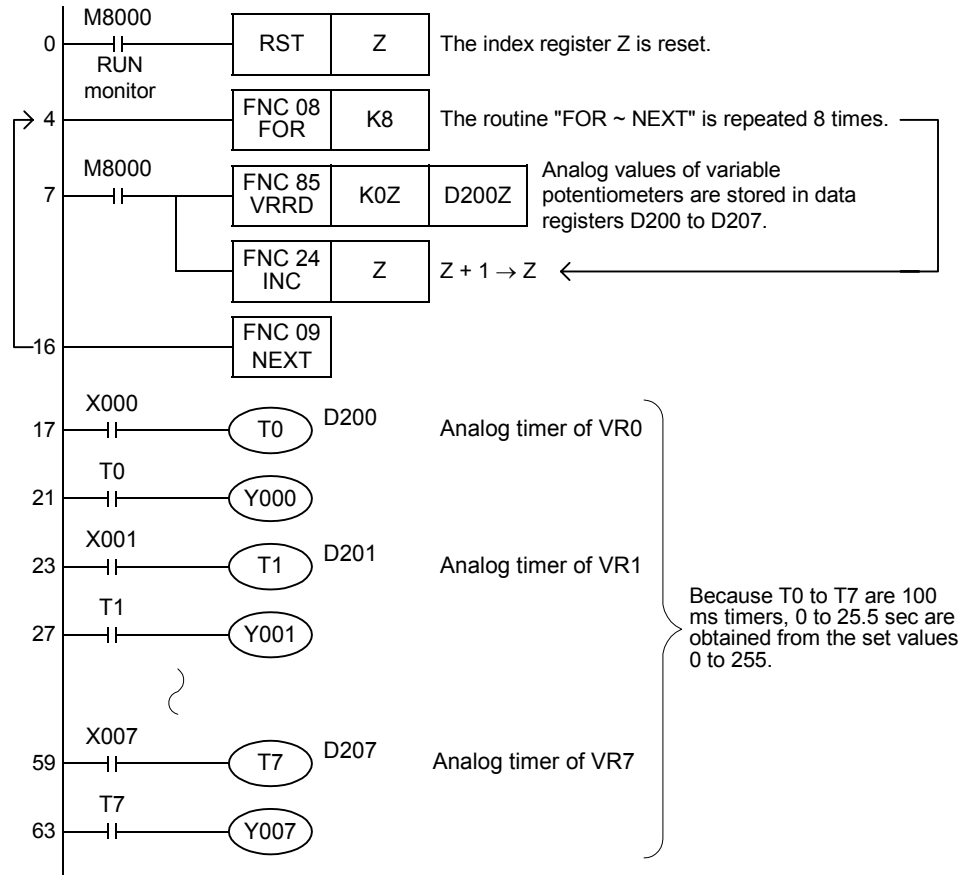 M8000
0
RST
Z
The index register Z is reset.
RUN
monitor
4
FNC 08
FOR
K8
The routine "FOR ~ NEXT" is repeated 8 times.
M8000
7
FNC 85
VRRD
K0Z
D200Z
Analog values of variable
potentiometers are stored in data
registers D200 to D207.
FNC 24
INC
Z
Z + 1 → Z
16
FNC 09
NEXT
X000
17
T0
D200
Analog timer of VR0
T0
21
Y000
X001
23
T1
D201
Analog timer of VR1
T1
27
Y001
Because T0 to T7 are 100
ms timers, 0 to 25.5 sec are
obtained from the set values
0 to 255.
X007
59
T7
D207
Analog timer of VR7
T7
63
Y007